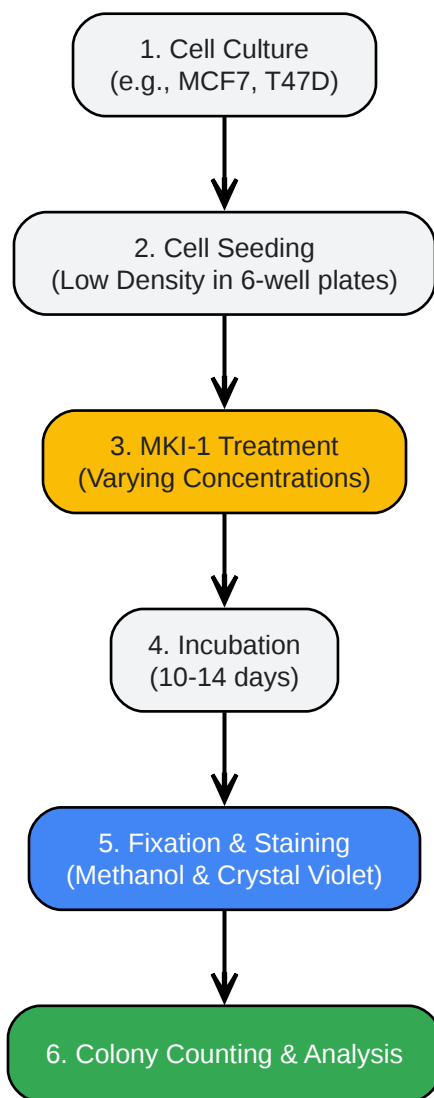 1. Cell Culture
(e.g., MCF7, T47D)
2. Cell Seeding
(Low Density in 6-well plates)
3. MKI-1 Treatment
(Varying Concentrations)
4. Incubation
(10-14 days)
5. Fixation & Staining
(Methanol & Crystal Violet)
6. Colony Counting & Analysis